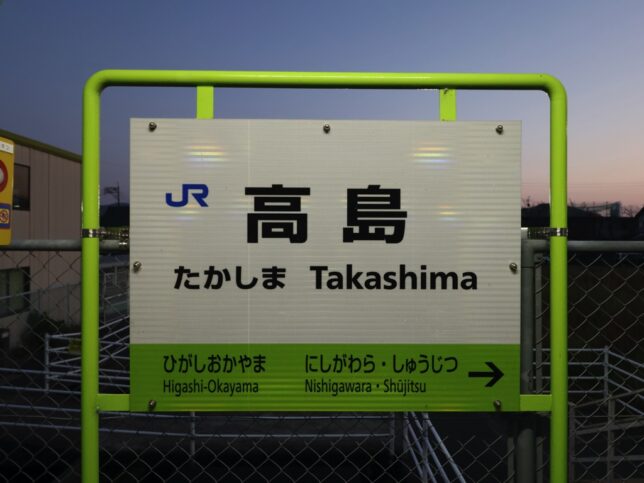 JR 高島
たかしま Takashima
ひがしおかやま にしがわら・しゅうじつ →
Higashi-Okayama Nishigawara・Shūjitsu